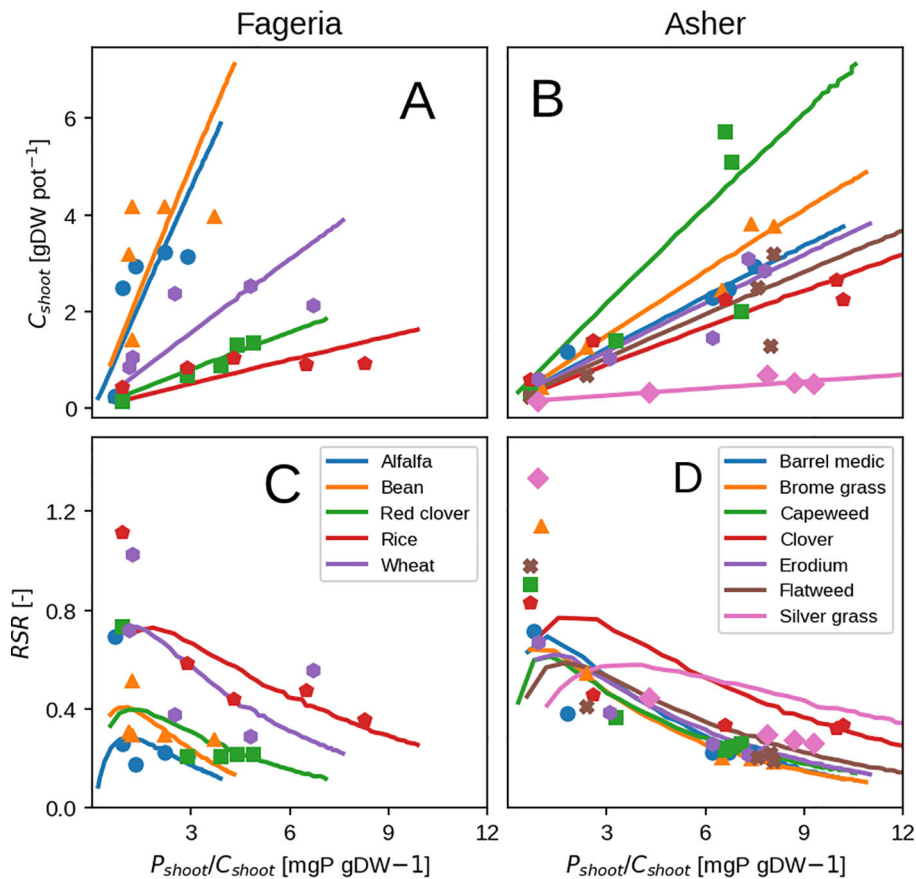 Fageria
Asher
A
B
C_shoot [gDW pot⁻¹]
6
4
2
0
C
D
Alfalfa
Bean
Red clover
Rice
Wheat
Barrel medic
Brome grass
Capeweed
Clover
Erodium
Flatweed
Silver grass
RSR [-]
1.2
0.8
0.4
0.0
3 6 9 12
3 6 9 12
P_shoot/C_shoot [mgP gDW−1]
P_shoot/C_shoot [mgP gDW−1]